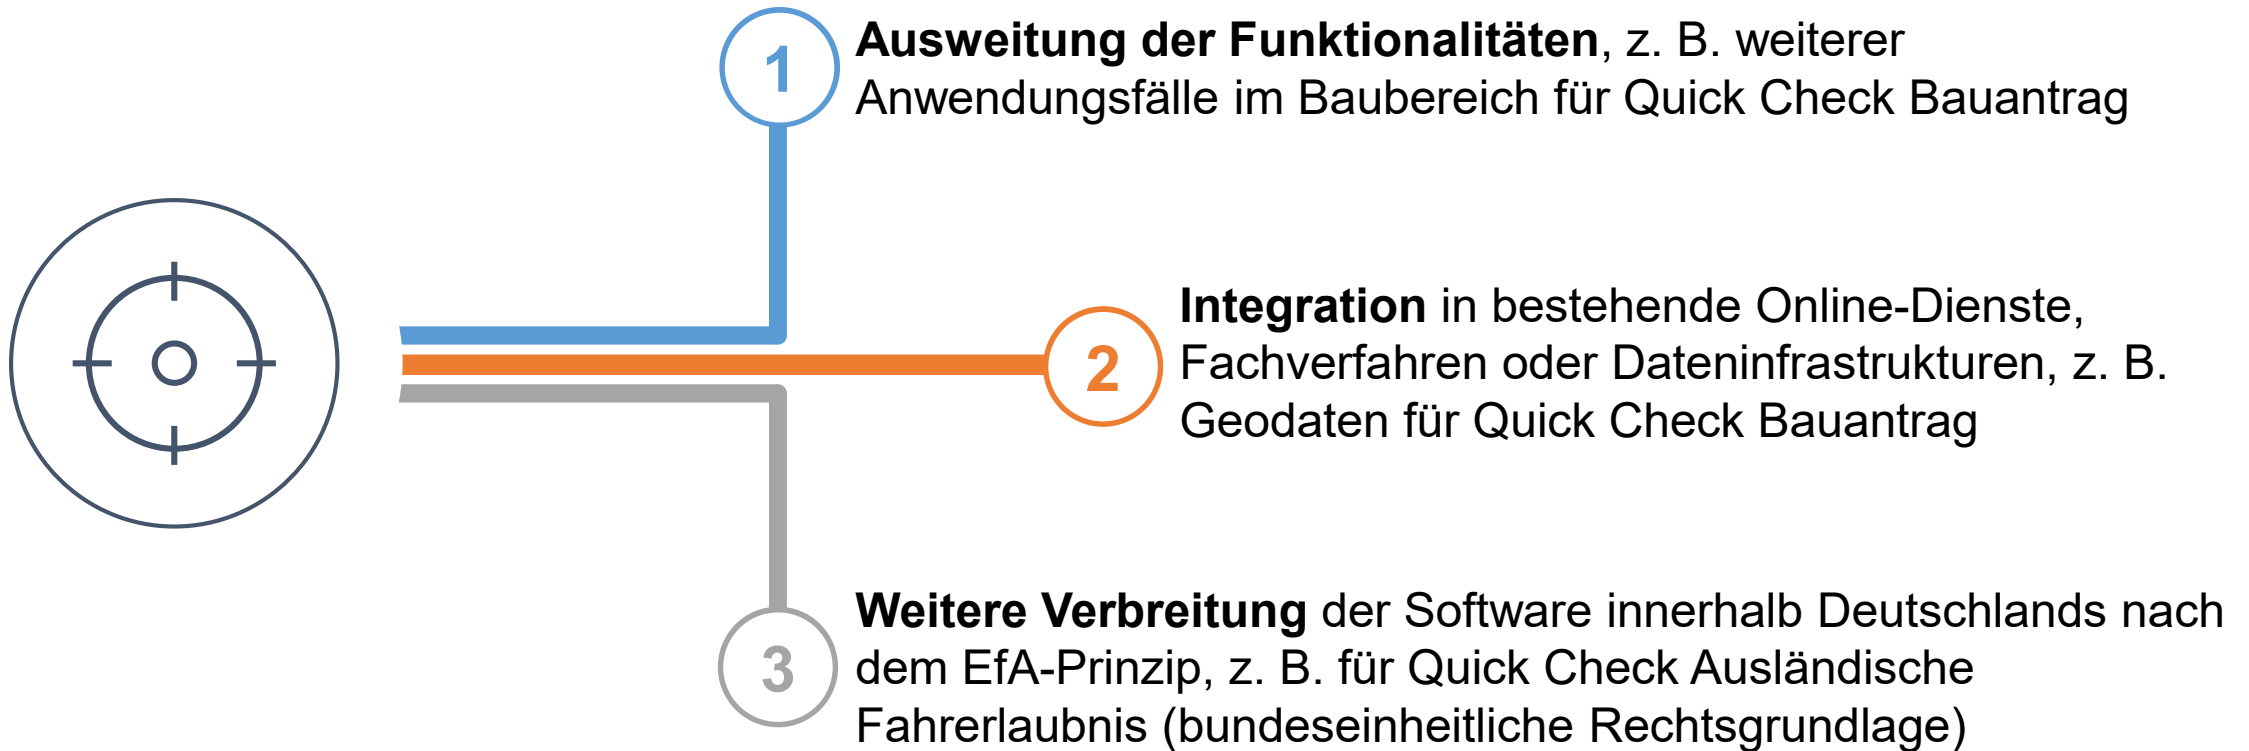 1
Ausweitung der Funktionalitäten, z. B. weiterer
Anwendungsfälle im Baubereich für Quick Check Bauantrag
2
Integration in bestehende Online-Dienste,
Fachverfahren oder Dateninfrastrukturen, z. B.
Geodaten für Quick Check Bauantrag
3
Weitere Verbreitung der Software innerhalb Deutschlands nach
dem EfA-Prinzip, z. B. für Quick Check Ausländische
Fahrerlaubnis (bundeseinheitliche Rechtsgrundlage)